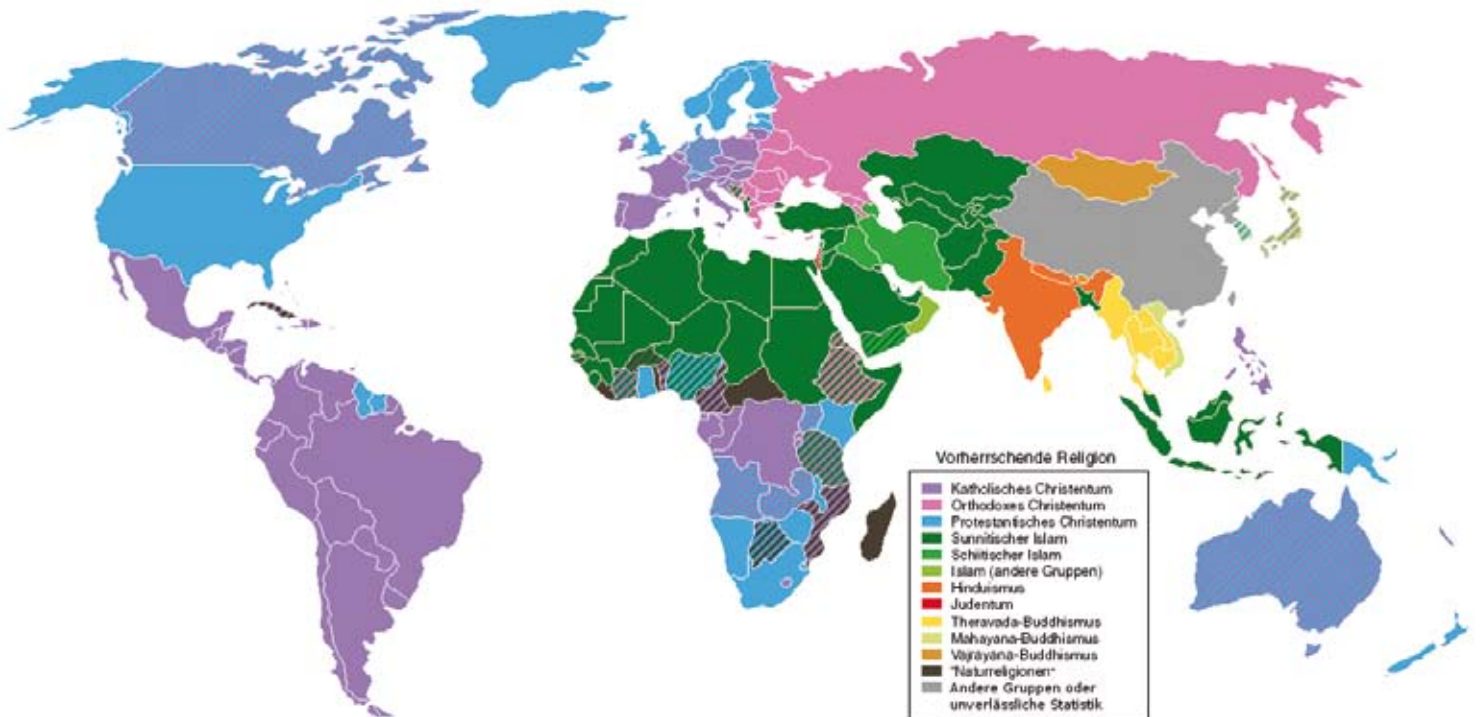 Vorherrschende Religion
Katholisches Christentum
Orthodoxes Christentum
Protestantisches Christentum
Sunnitischer Islam
Schiitischer Islam
Islam (andere Gruppen)
Hinduismus
Judentum
Theravada-Buddhismus
Mahayana-Buddhismus
Vajrayana-Buddhismus
"Naturreligionen"
Andere Gruppen oder
unverlässliche Statistik